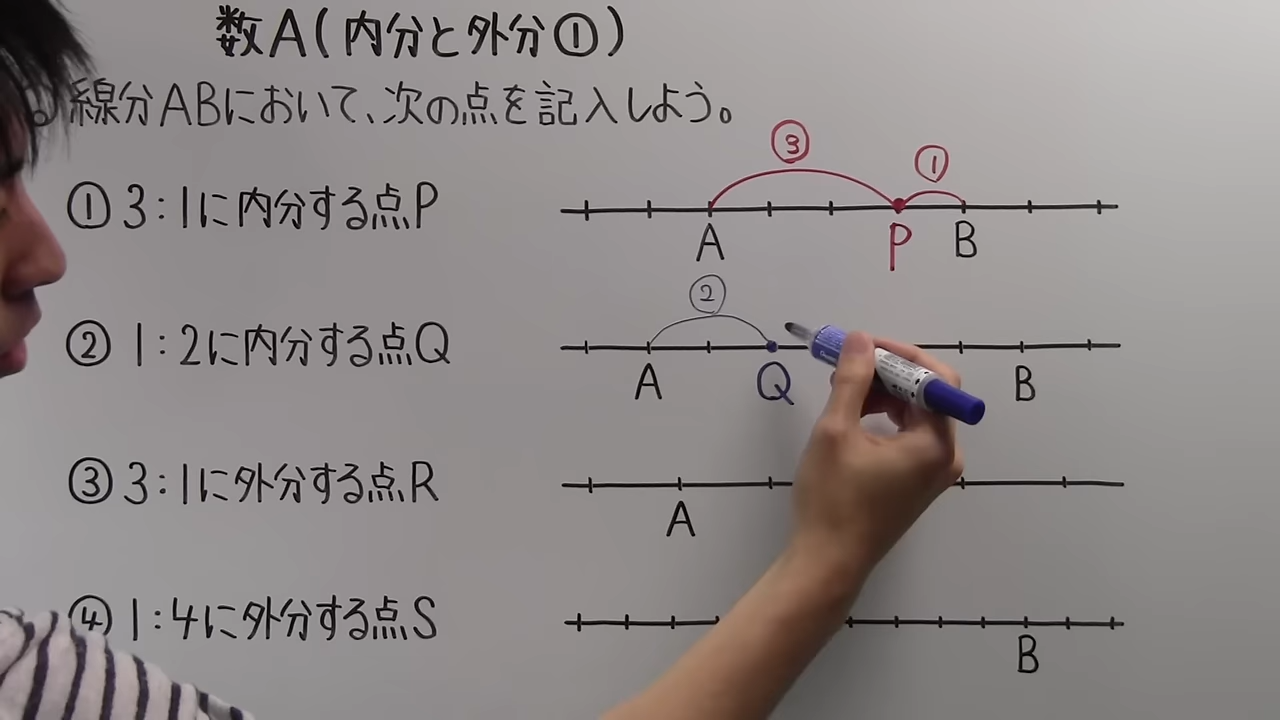 数A(内分と外分①)
線分ABにおいて、次の点を記入しよう。
①3:1に内分する点P
③ ①
A P B
②1:2に内分する点Q
②
A Q B
③3:1に外分する点R
A
④1:4に外分する点S
B